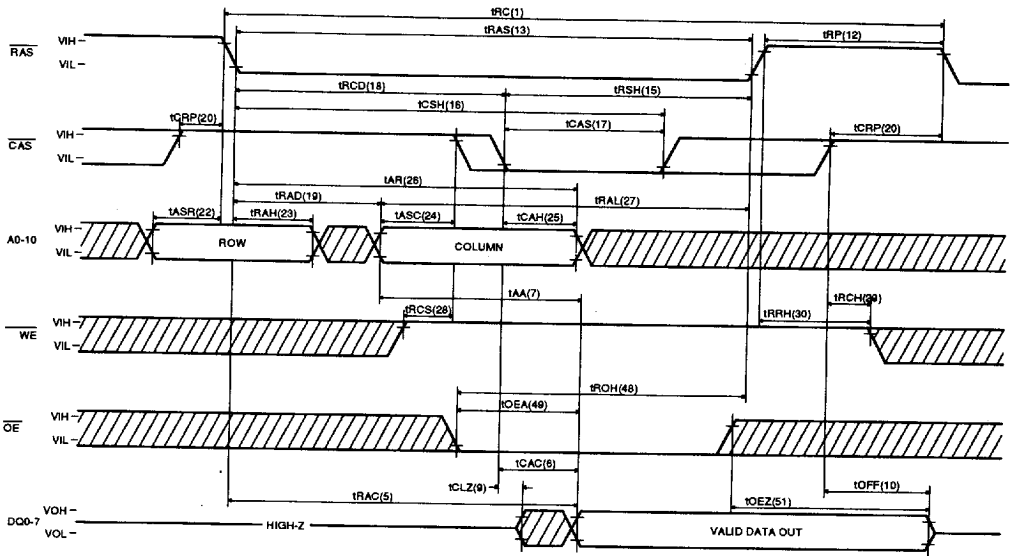 tRC(1)
tRAS(13)
tRP(12)
RAS
VIH
VIL
tRCD(18)
tRSH(15)
tCSH(16)
tCRP(20)
tCAS(17)
tCRP(20)
CAS
VIH
VIL
tAR(26)
tRAD(19)
tRAL(27)
tASR(22)
tRAH(23)
tASC(24)
tCAH(25)
A0-10
VIH
VIL
ROW
COLUMN
tAA(7)
tRCS(28)
tRCH(29)
tRRH(30)
WE
VIH
VIL
tROH(48)
tOEA(49)
OE
VIH
VIL
tCAC(6)
tCLZ(9)
tOFF(10)
tRAC(5)
tOEZ(51)
DQ0-7
VOH
VOL
HIGH-Z
VALID DATA OUT